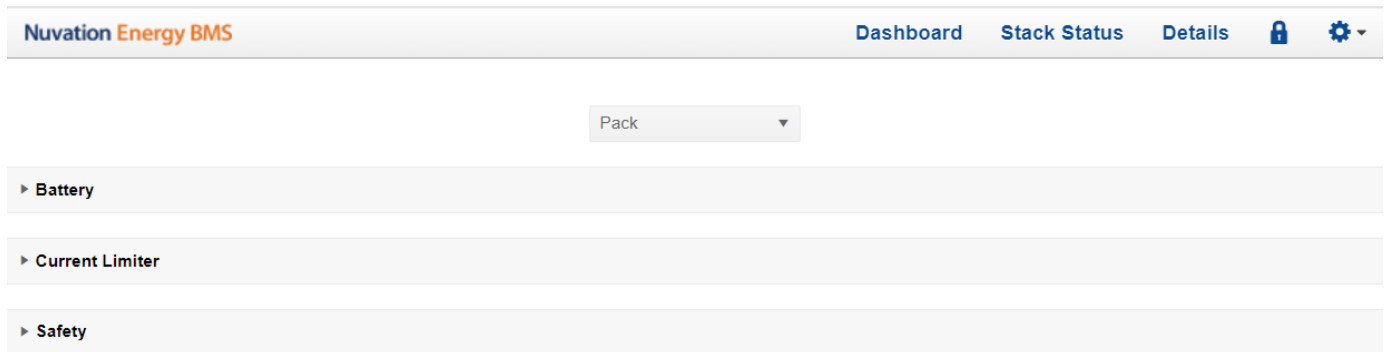 Nuvation Energy BMS Dashboard Stack Status Details
Pack
Battery
Current Limiter
Safety